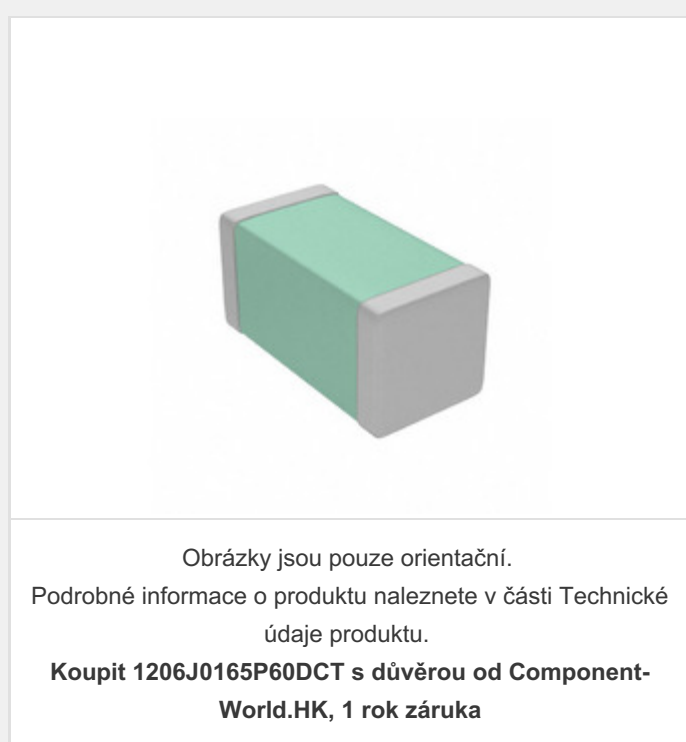 Obrázky jsou pouze orientační.
Podrobné informace o produktu naleznete v části Technické
údaje produktu.
Koupit 1206J0165P60DCT s důvěrou od Component-
World.HK, 1 rok záruka